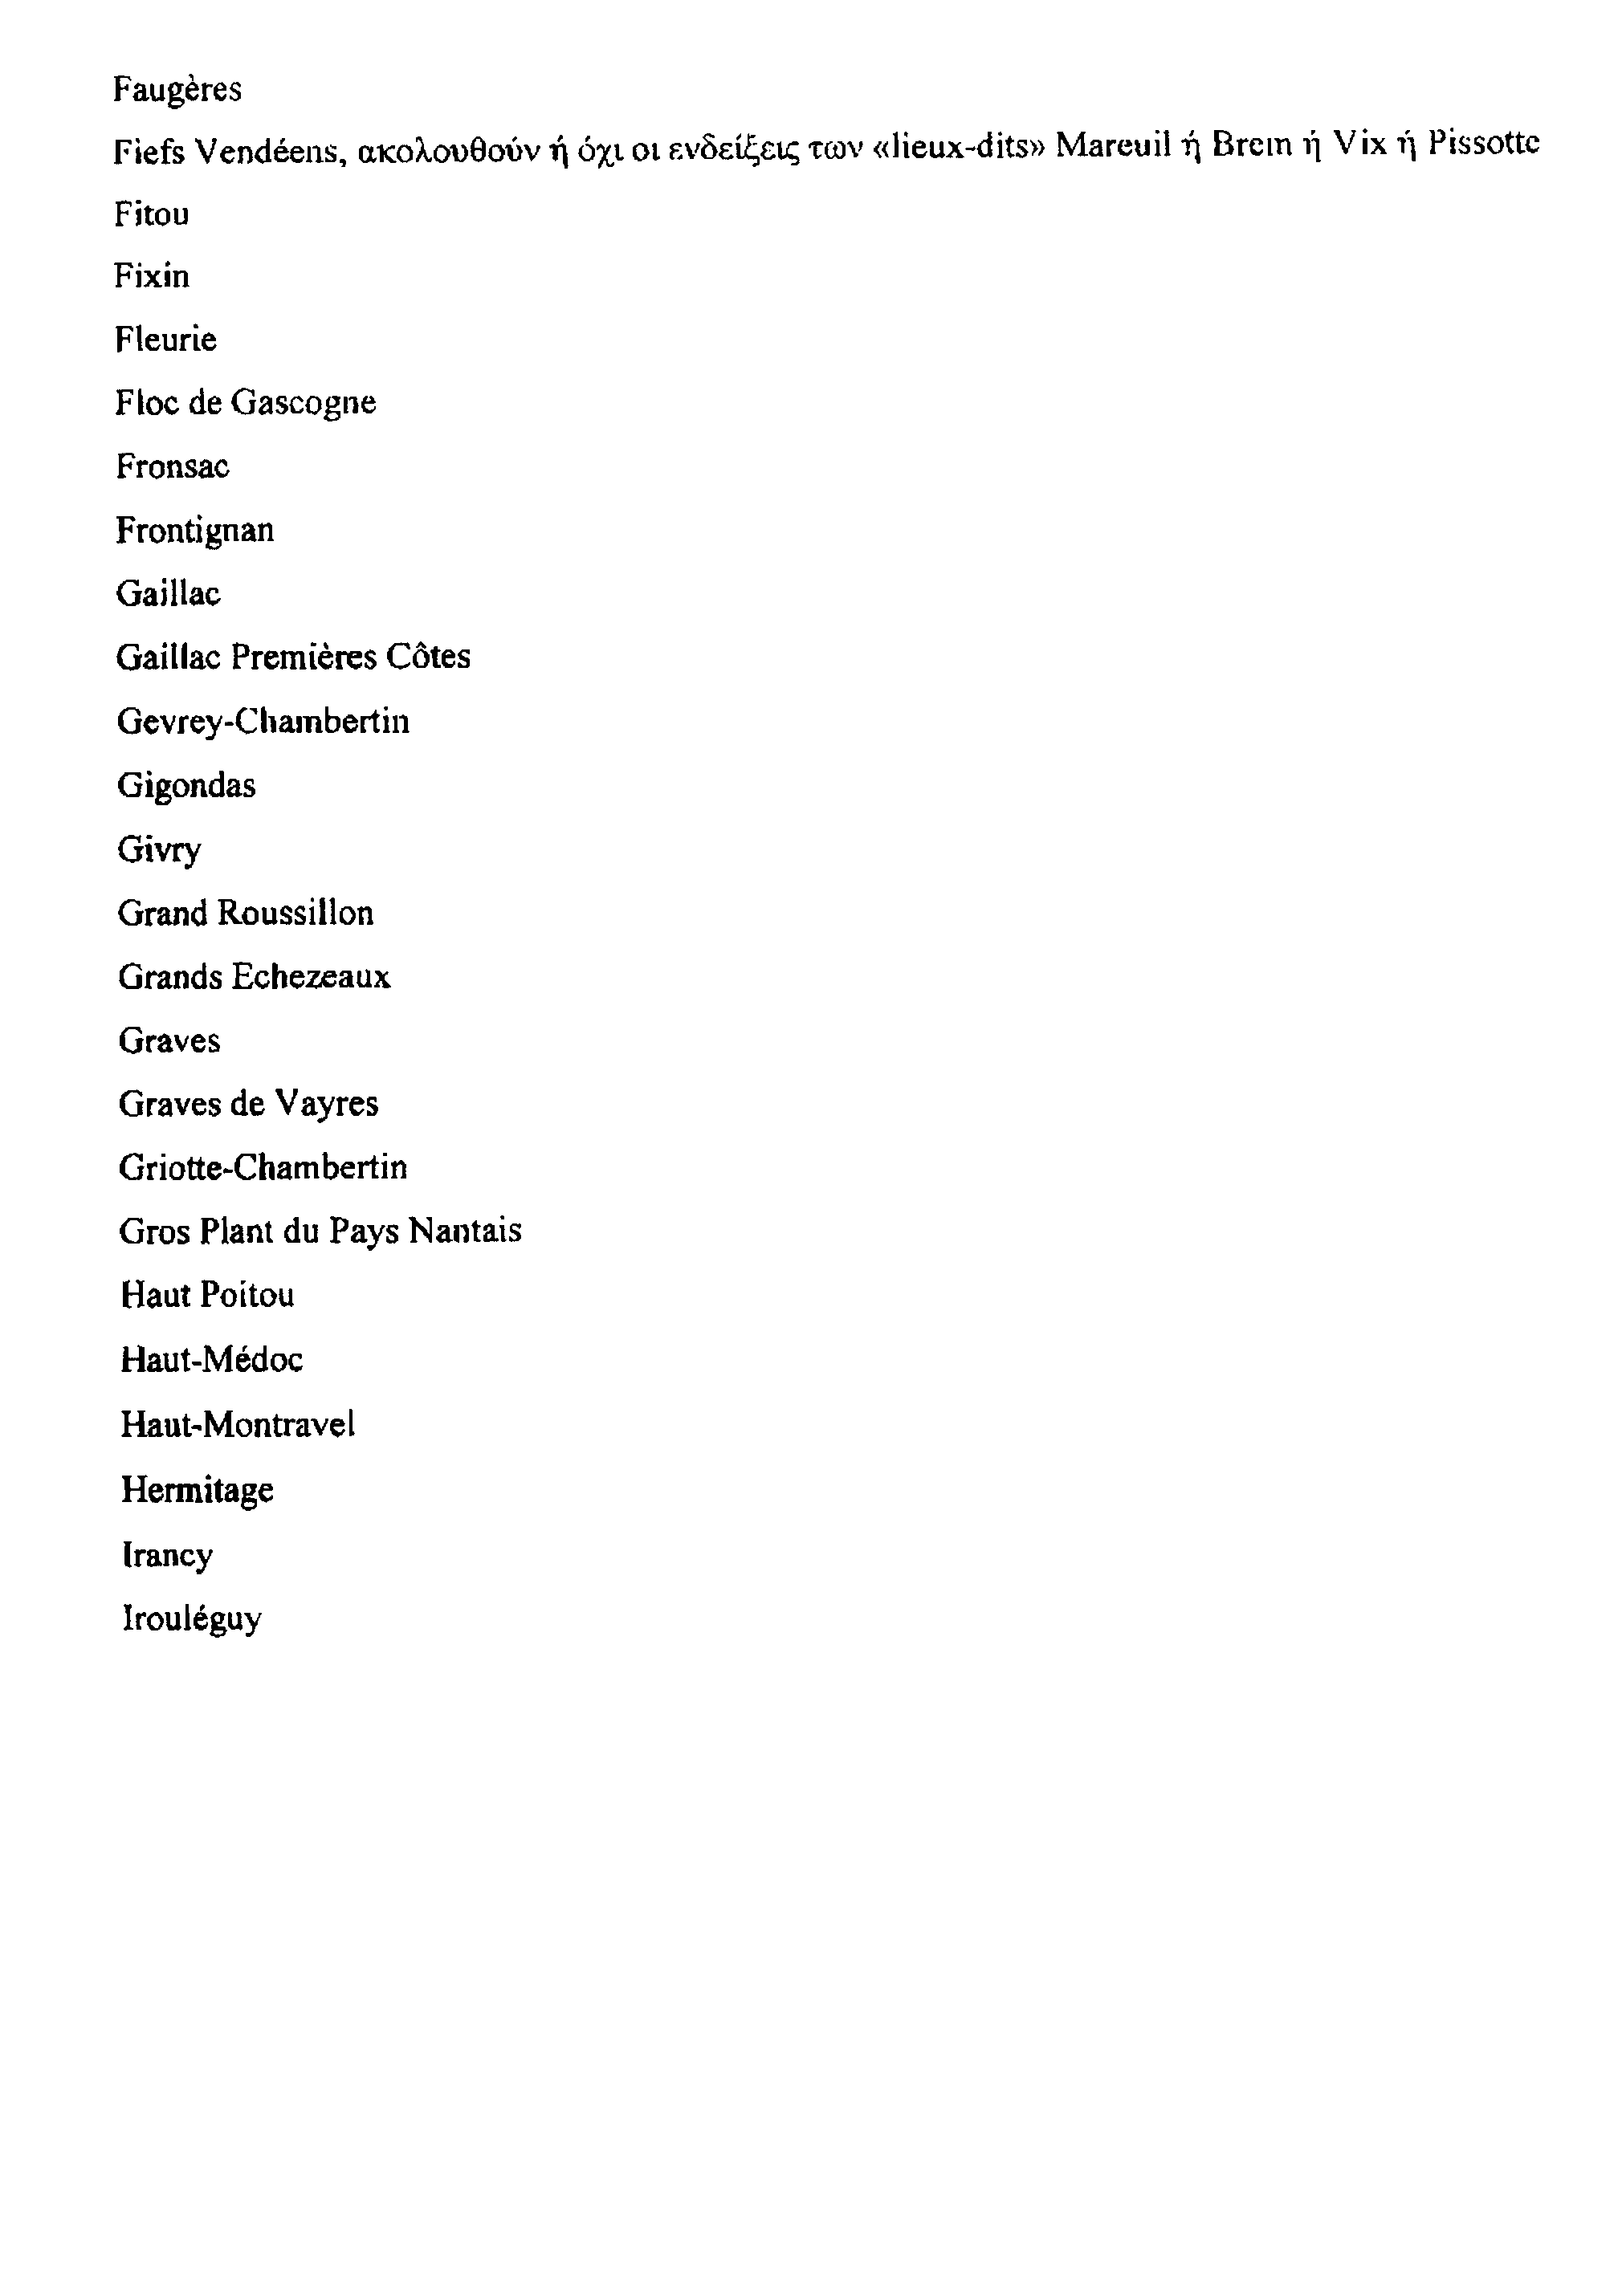 Faugères
Fiefs Vendéens, ακολουθούν ή όχι οι ενδείξεις των «lieux-dits» Mareuil ή Brem ή Vix ή Pissotte
Fitou
Fixin
Fleurie
Floc de Gascogne
Fronsac
Frontignan
Gaillac
Gaillac Premières Côtes
Gevrey-Chambertin
Gigondas
Givry
Grand Roussillon
Grands Echezeaux
Graves
Graves de Vayres
Griotte-Chambertin
Gros Plant du Pays Nantais
Haut Poitou
Haut-Médoc
Haut-Montravel
Hermitage
Irancy
Irouléguy